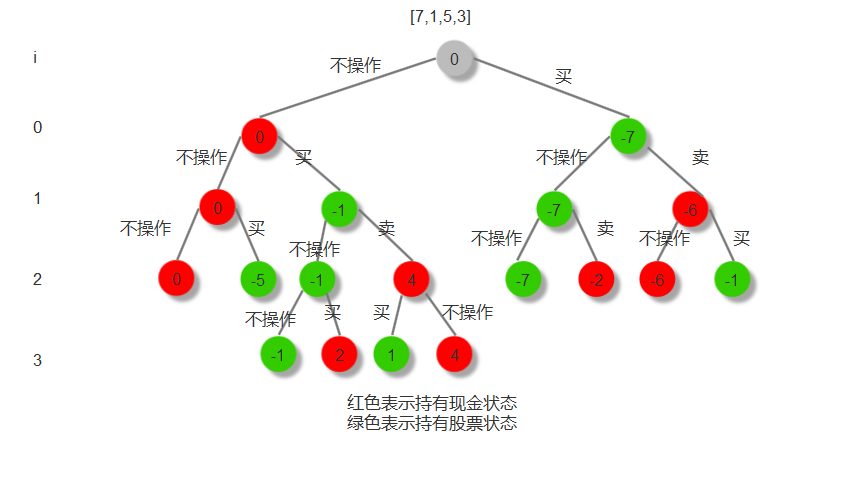 [7,1,5,3]
i
0
不操作
买
0
0
-7
不操作
买
不操作
卖
1
0
-1
-7
-6
不操作
买
不操作
卖
不操作
卖
不操作
买
2
0
-5
-1
4
-7
-2
-6
-1
不操作
买
买
不操作
3
-1
2
1
4
红色表示持有现金状态
绿色表示持有股票状态